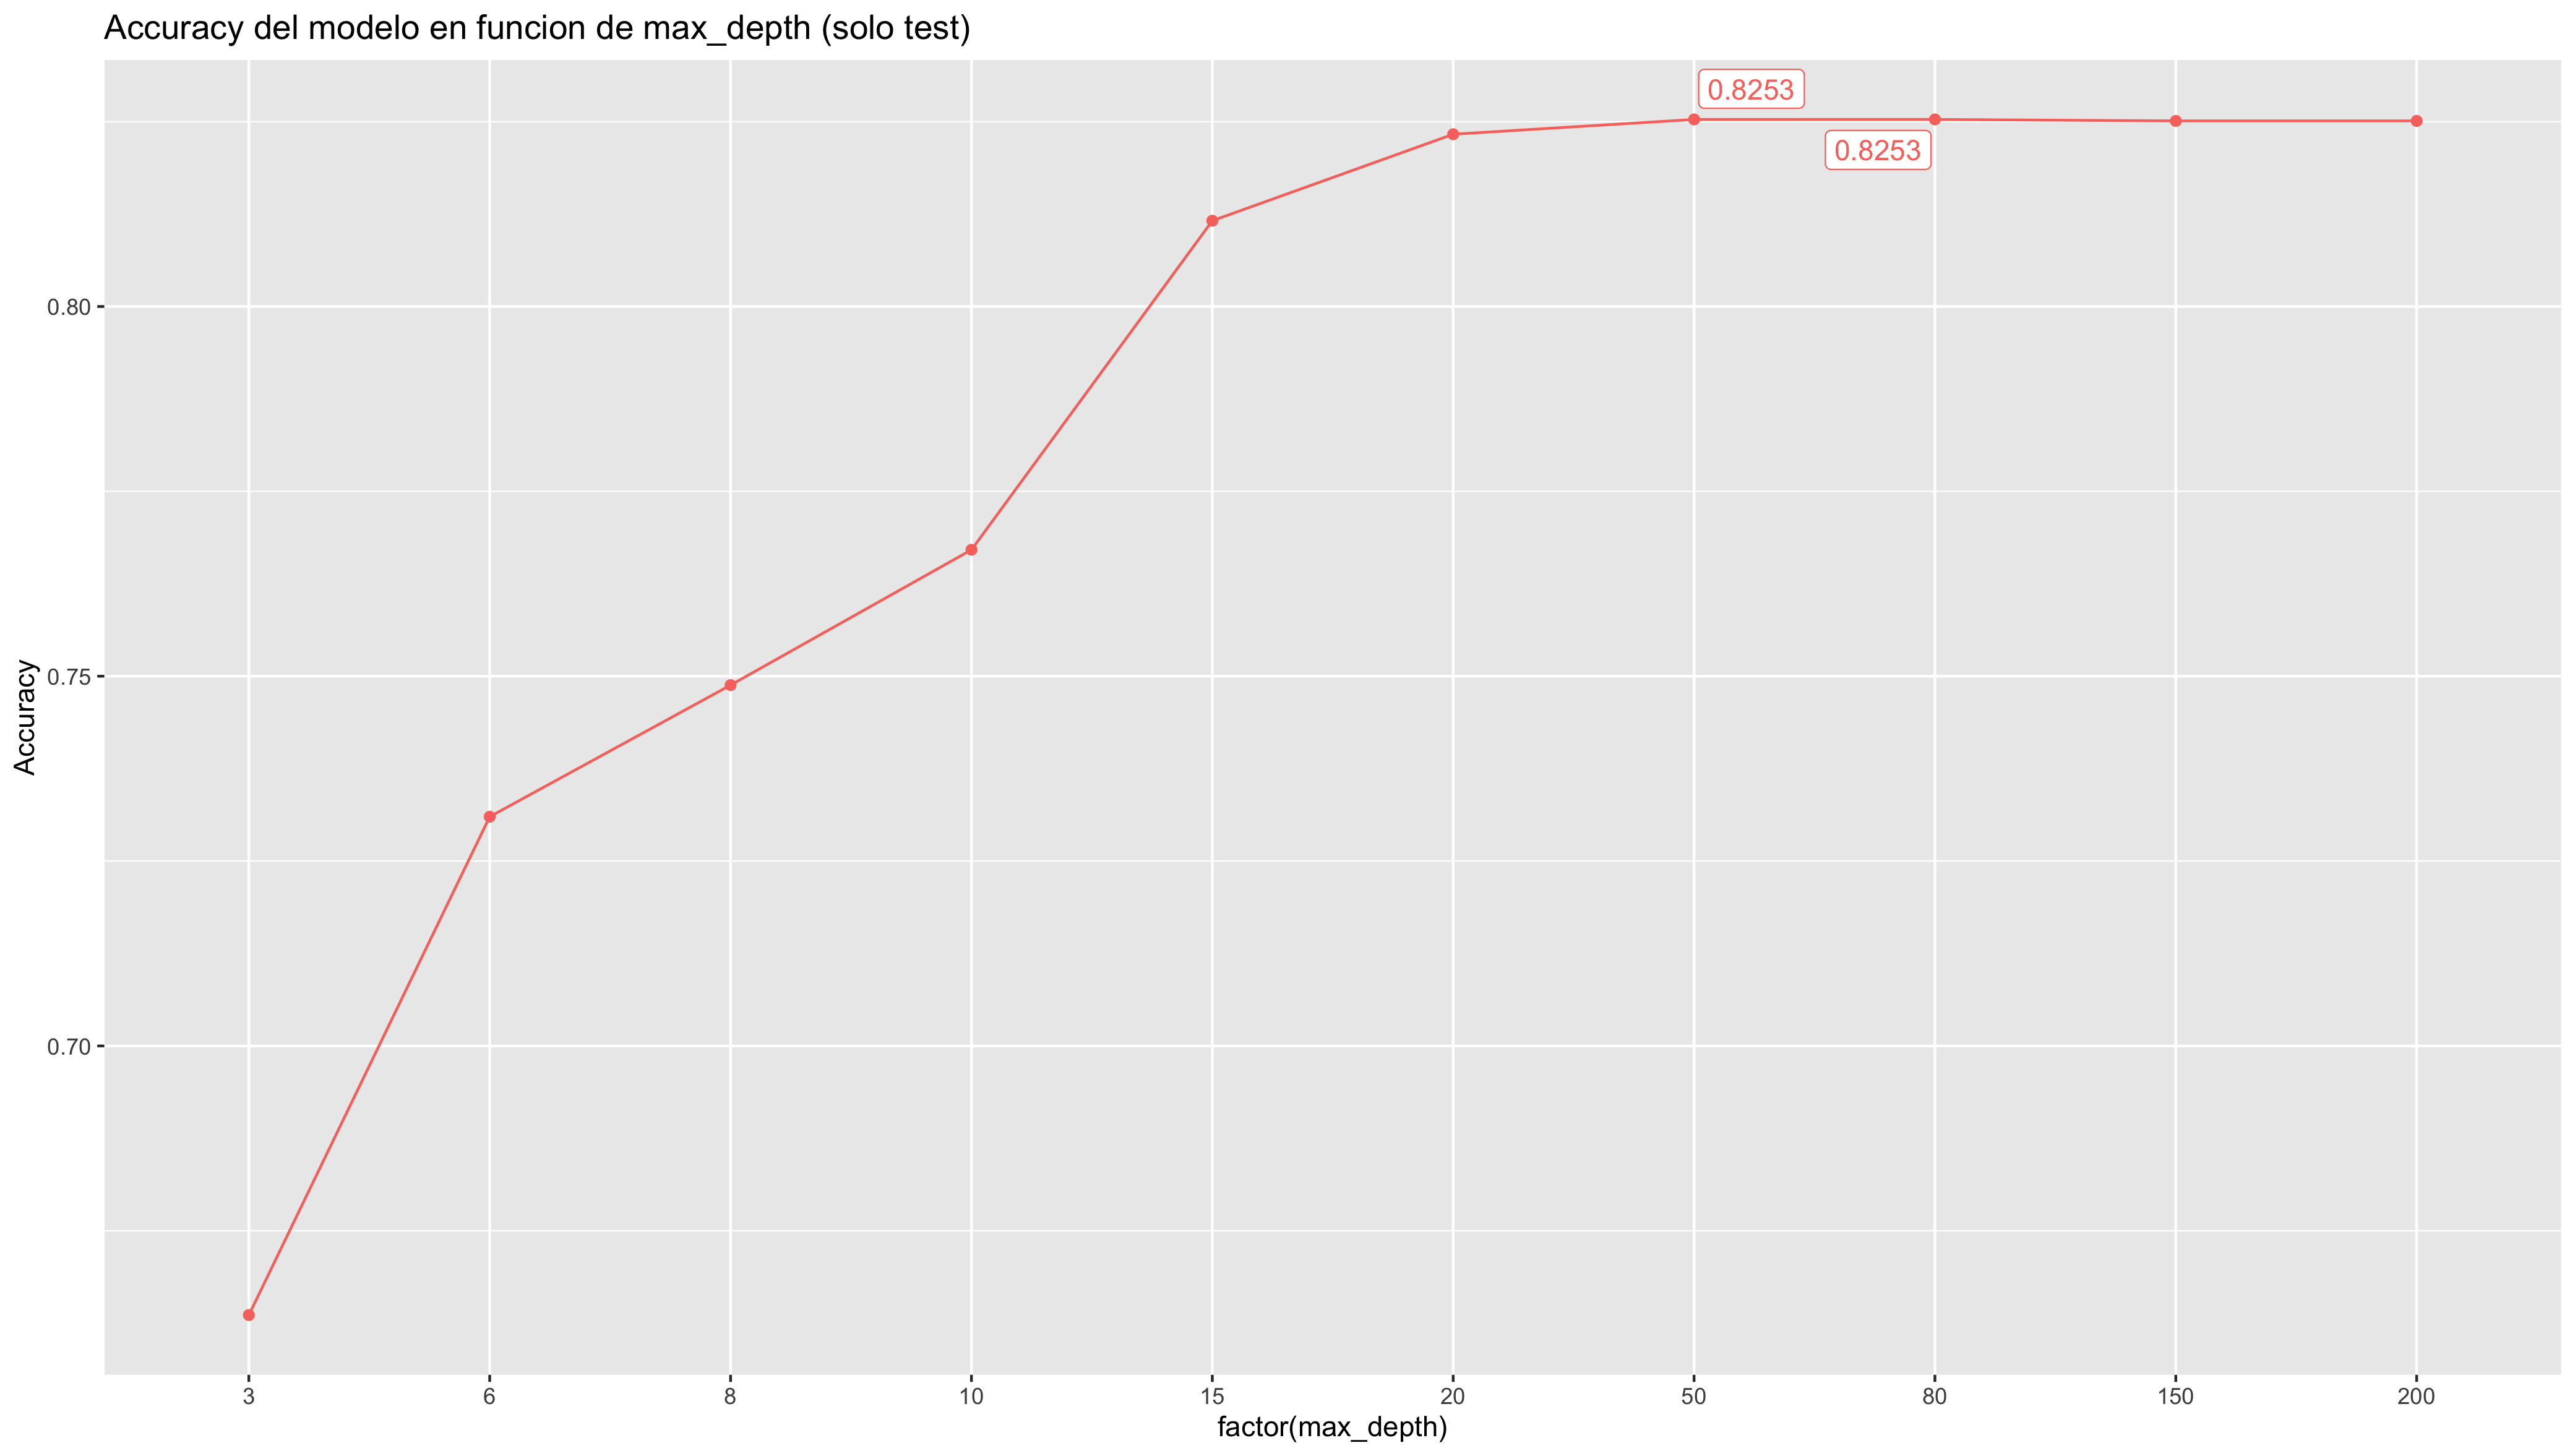 Accuracy del modelo en funcion de max_depth (solo test)
0.8253
0.8253
0.80
0.75
0.70
Accuracy
3 6 8 10 15 20 50 80 150 200
factor(max_depth)